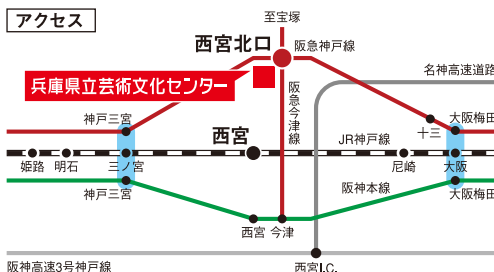 アクセス
至宝塚
西宮北口
阪急神戸線
名神高速道路
兵庫県立芸術文化センター
阪急今津線
神戸三宮
十三
大阪梅田
西宮
JR神戸線
姫路
明石
三ノ宮
尼崎
大阪
神戸三宮
阪神本線
大阪梅田
西宮
今津
阪神高速3号神戸線
西宮I.C.